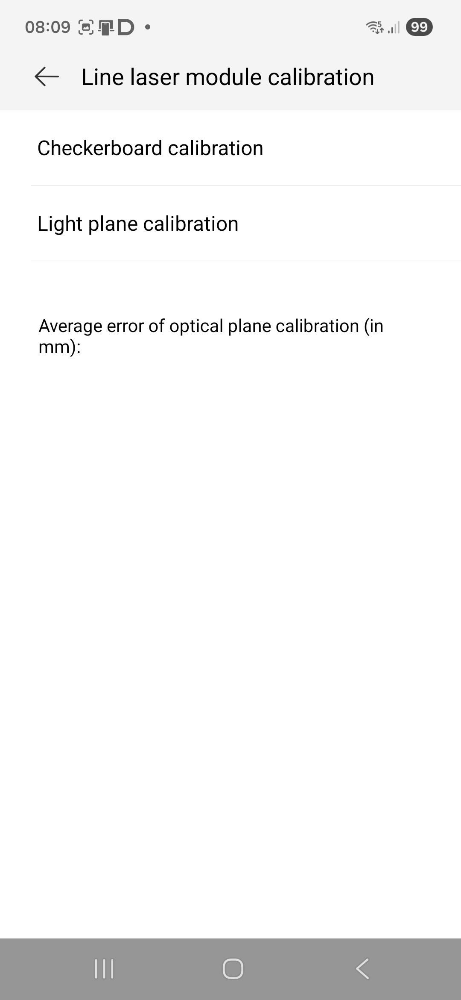 08:09
5
99
Line laser module calibration
Checkerboard calibration
Light plane calibration
Average error of optical plane calibration (in
mm):